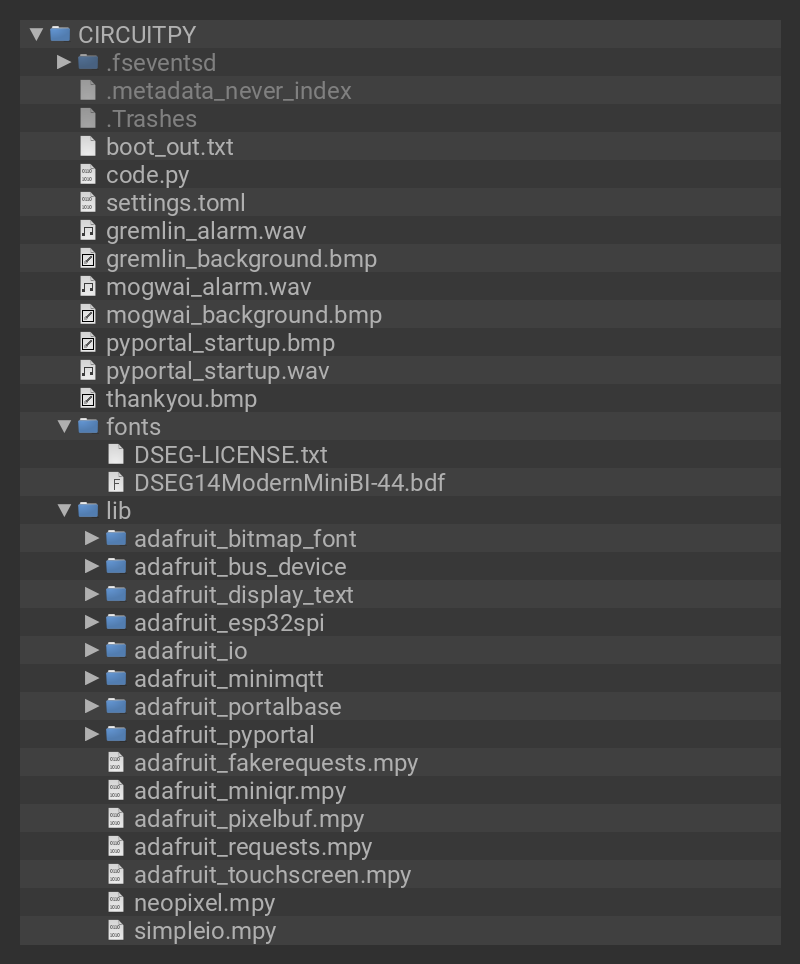 CIRCUITPY
.fseventsd
.metadata_never_index
.Trashes
boot_out.txt
code.py
settings.toml
gremlin_alarm.wav
gremlin_background.bmp
mogwai_alarm.wav
mogwai_background.bmp
pyportal_startup.bmp
pyportal_startup.wav
thankyou.bmp
fonts
DSEG-LICENSE.txt
DSEG14ModernMiniBI-44.bdf
lib
adafruit_bitmap_font
adafruit_bus_device
adafruit_display_text
adafruit_esp32spi
adafruit_io
adafruit_minimqtt
adafruit_portalbase
adafruit_pyportal
adafruit_fakerequests.mpy
adafruit_miniqr.mpy
adafruit_pixelbuf.mpy
adafruit_requests.mpy
adafruit_touchscreen.mpy
neopixel.mpy
simpleio.mpy